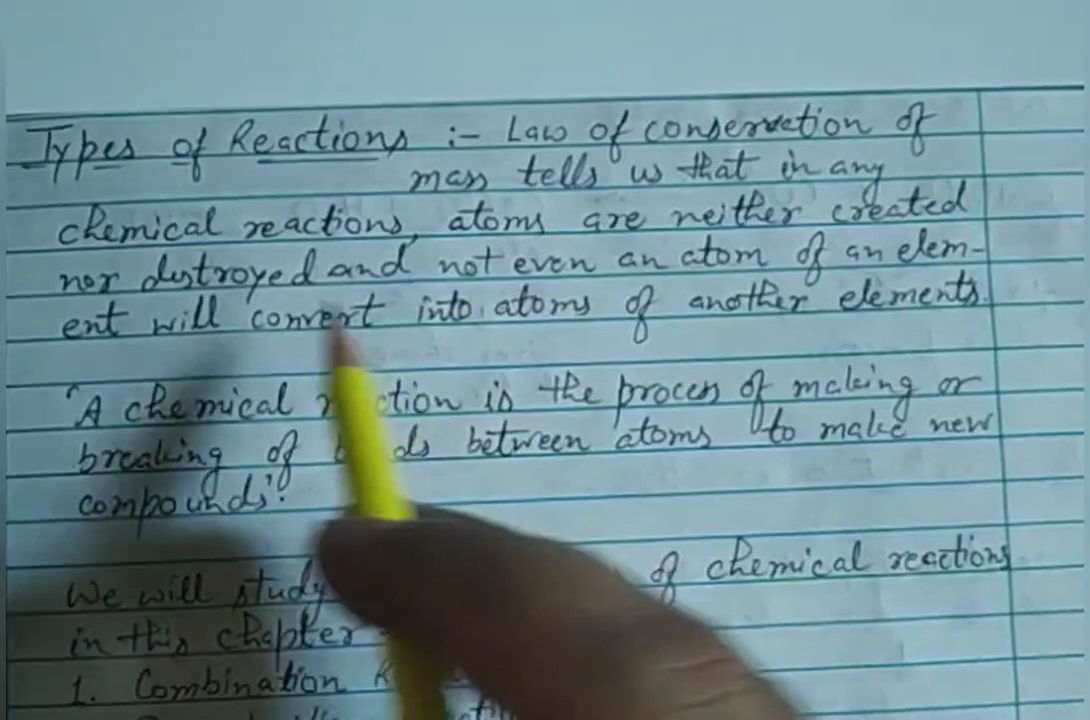 Types of Reactions :- Law of conservation of
mass tells us that in any
chemical reactions, atoms are neither created
nor destroyed and not even an atom of an elem-
ent will convert into atoms of another elements.
"A chemical is the process of making or
breaking of between atoms to make new
compounds".
We will study of chemical reactions
in this chapter
1. Combination